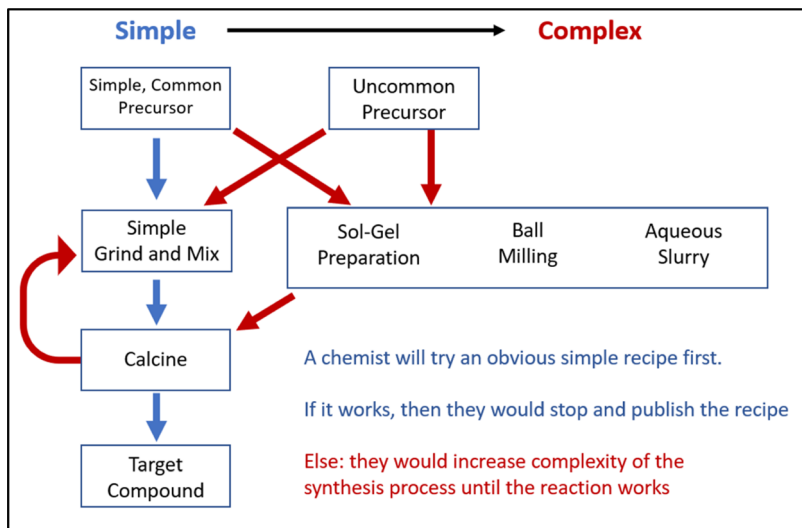 Simple
Complex
Simple, Common
Precursor
Uncommon
Precursor
Simple
Grind and Mix
Sol-Gel
Preparation
Ball
Milling
Aqueous
Slurry
Calcine
Target
Compound
A chemist will try an obvious simple recipe first.
If it works, then they would stop and publish the recipe
Else: they would increase complexity of the
synthesis process until the reaction works